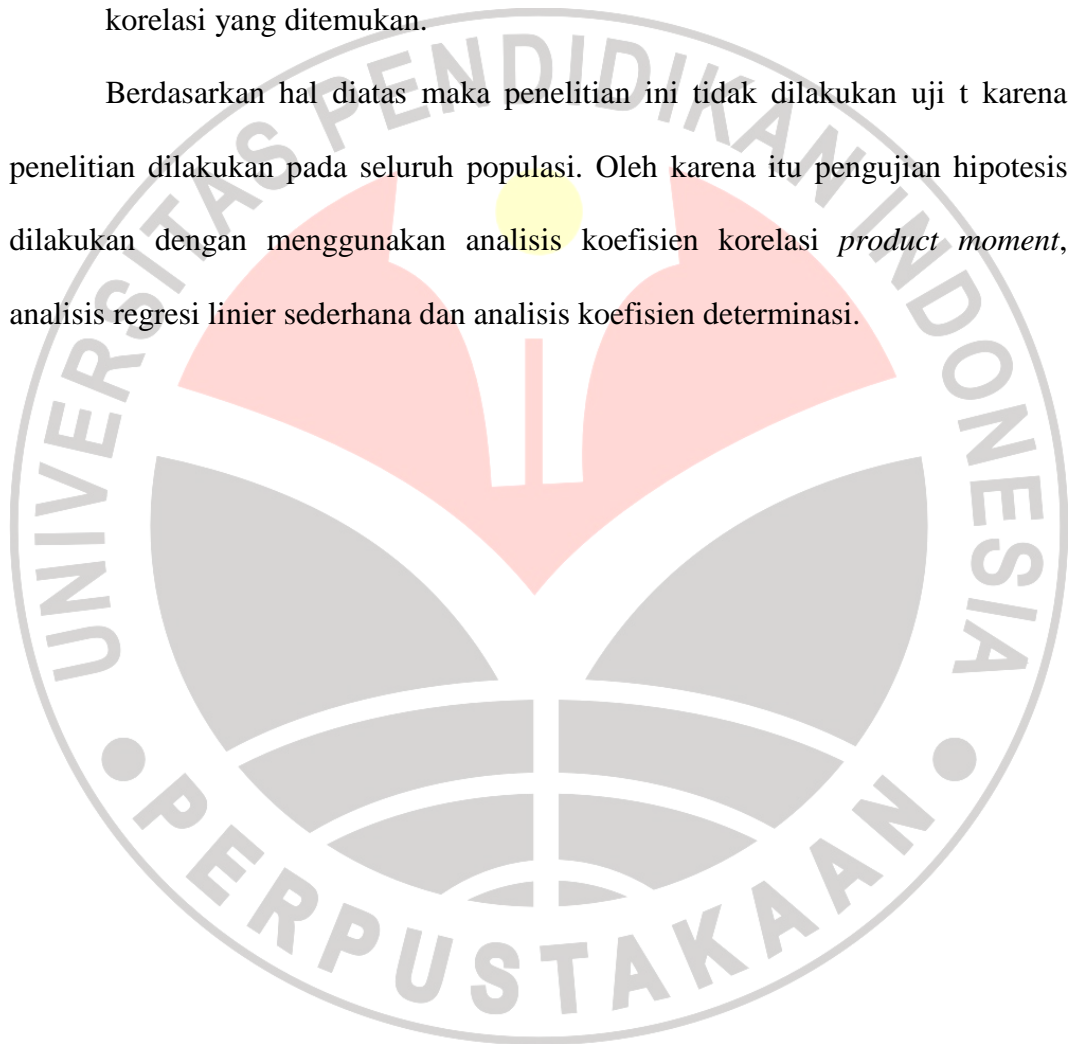 korelasi yang ditemukan.
Berdasarkan hal diatas maka penelitian ini tidak dilakukan uji t karena
penelitian dilakukan pada seluruh populasi. Oleh karena itu pengujian hipotesis
dilakukan dengan menggunakan analisis koefisien korelasi product moment,
analisis regresi linier sederhana dan analisis koefisien determinasi.
UNIVERSITAS PENDIDIKAN INDONESIA
PERPUSTAKAAN